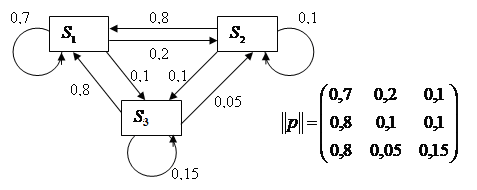 0,7
0,8
0,1
S₁
S₂
0,2
0,1
0,1
0,8
0,05
S₃
0,15
‖p‖ = ( 0,7 0,2 0,1
0,8 0,1 0,1
0,8 0,05 0,15 )